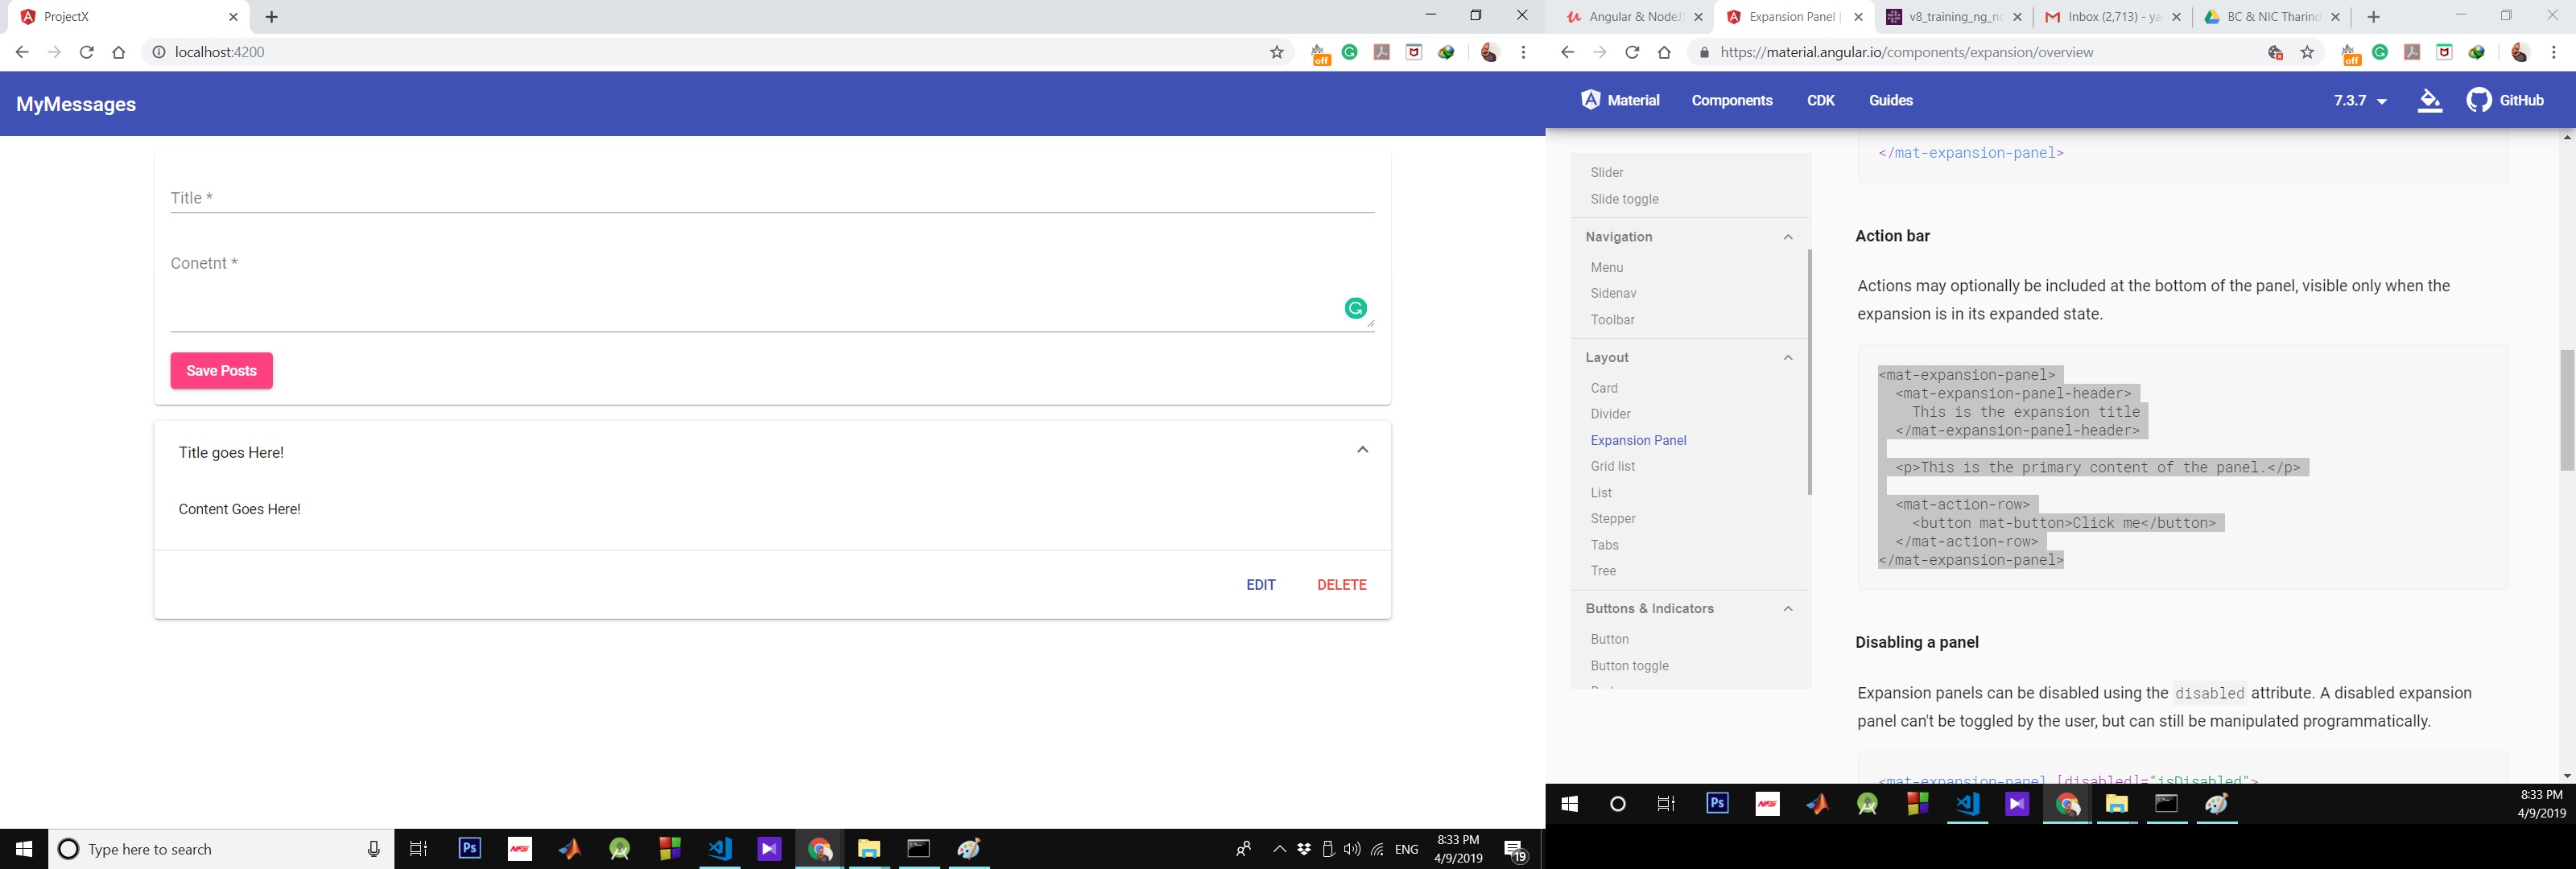 ProjectX
localhost:4200
off
MyMessages
Title *
Conetnt *
Save Posts
Title goes Here!
Content Goes Here!
EDIT
DELETE
Type here to search
Ps
NFS
ENG
8:33 PM
4/9/2019
19
Angular & NodeJS
Expansion Panel |
v8_training_ng_no
Inbox (2,713) - ya
BC & NIC Tharind
https://material.angular.io/components/expansion/overview
off
Material
Components
CDK
Guides
7.3.7
GitHub
Slider
Slide toggle
Navigation
Menu
Sidenav
Toolbar
Layout
Card
Divider
Expansion Panel
Grid list
List
Stepper
Tabs
Tree
Buttons & Indicators
Button
Button toggle
</mat-expansion-panel>
Action bar
Actions may optionally be included at the bottom of the panel, visible only when the
expansion is in its expanded state.
<mat-expansion-panel>
<mat-expansion-panel-header>
This is the expansion title
</mat-expansion-panel-header>
<p>This is the primary content of the panel.</p>
<mat-action-row>
<button mat-button>Click me</button>
</mat-action-row>
</mat-expansion-panel>
Disabling a panel
Expansion panels can be disabled using the disabled attribute. A disabled expansion
panel can't be toggled by the user, but can still be manipulated programmatically.
<mat-expansion-panel [disabled]="isDisabled">
Ps
NFS
8:33 PM
4/9/2019